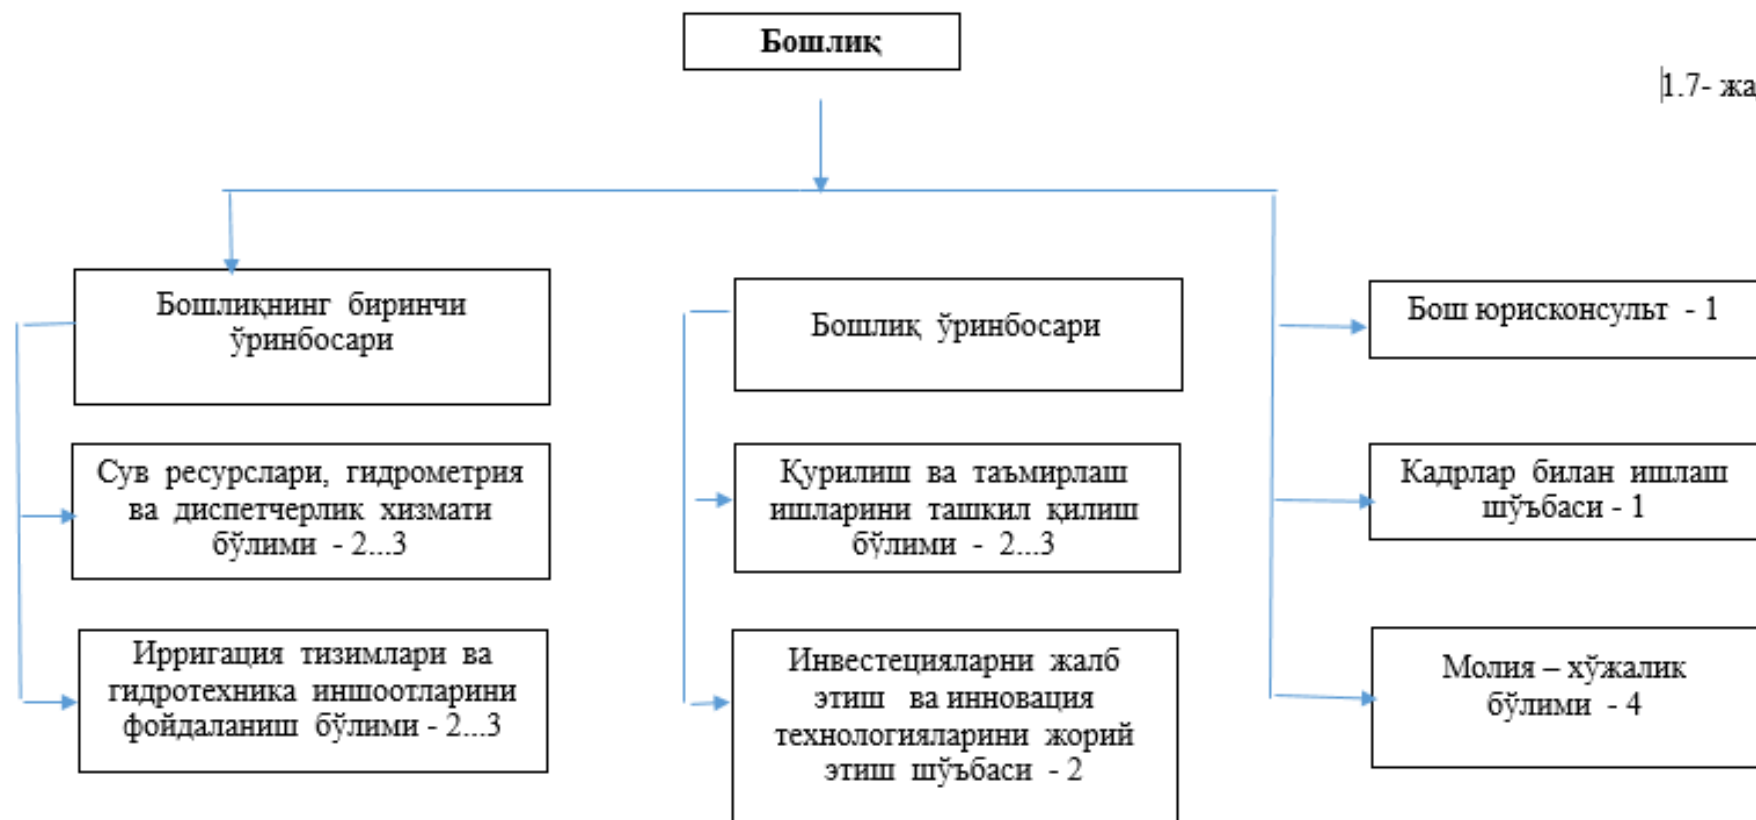 Бошлиқ
1.7- жа
Бошлиқнинг биринчи
ўринбосари
Бошлиқ ўринбосари
Бош юрисконсульт - 1
Сув ресурслари, гидрометрия
ва диспетчерлик хизмати
бўлими - 2...3
Қурилиш ва таъмирлаш
ишларини ташкил қилиш
бўлими - 2...3
Кадрлар билан ишлаш
шўъбаси - 1
Ирригация тизимлари ва
гидротехника иншоотларини
фойдаланиш бўлими - 2...3
Инвестецияларни жалб
этиш ва инновация
технологияларини жорий
этиш шўъбаси - 2
Молия – хўжалик
бўлими - 4